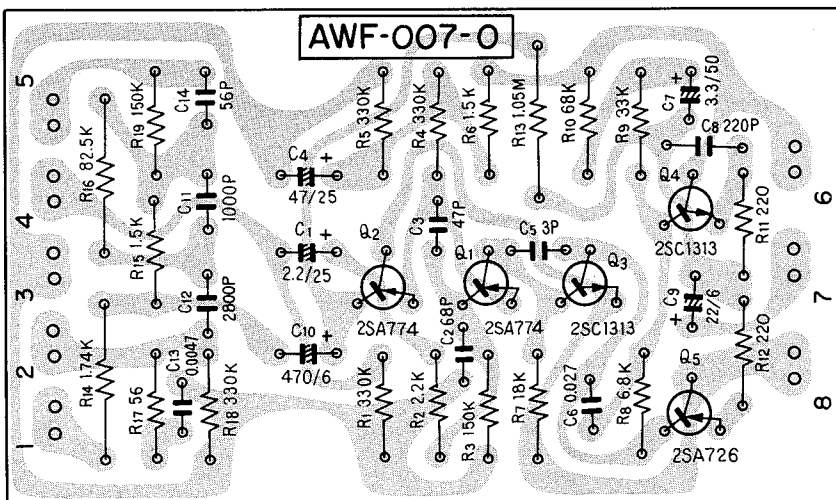 AWF-007-0
5
4
3
2
1
6
7
8
R16 82.5K
R19 150K
C14
56P
R5 330K
R4 330K
R6 1.5K
R13 1.05M
R10 68K
R9 33K
C7
+
3.3/50
C8 220P
C4
+
47/25
C11
1000P
C3
47P
Q4
2SC1313
R11 220
R15 1.5K
C1
+
2.2/25
Q2
2SA774
Q1
2SA774
C5 3P
Q3
2SC1313
C12
2800P
C9
+
22/6
R14 1.74K
C13
0.0047
C10
+
470/6
C2 68P
R12 220
R17 56
R18 330K
R1 330K
R2 2.2K
R3 150K
R7 18K
C6 0.027
R8 6.8K
Q5
2SA726